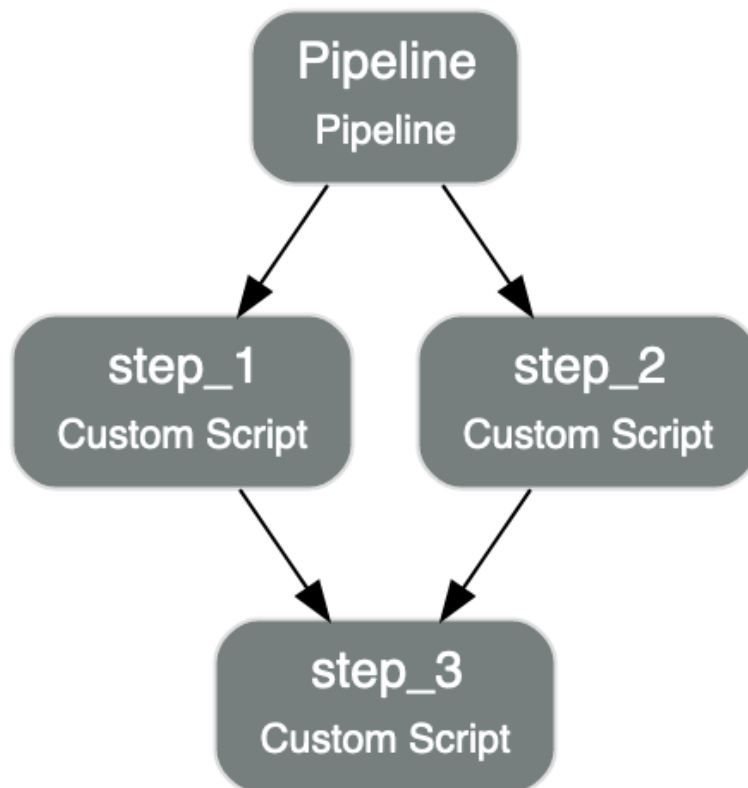 Pipeline
Pipeline
step_1
Custom Script
step_2
Custom Script
step_3
Custom Script